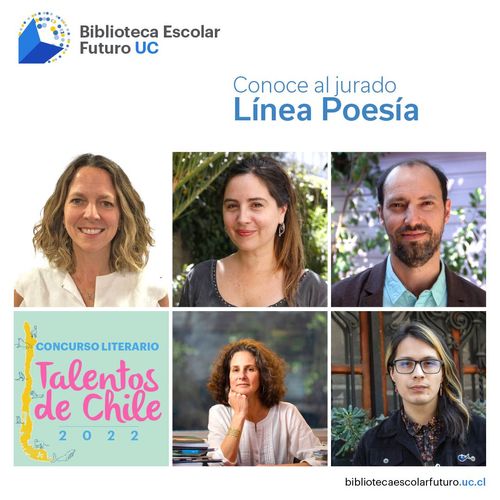 Biblioteca Escolar
Futuro UC
Conoce al jurado
Línea Poesía
CONCURSO LITERARIO
Talentos
de Chile
2022
bibliotecaescolarfuturo.uc.cl